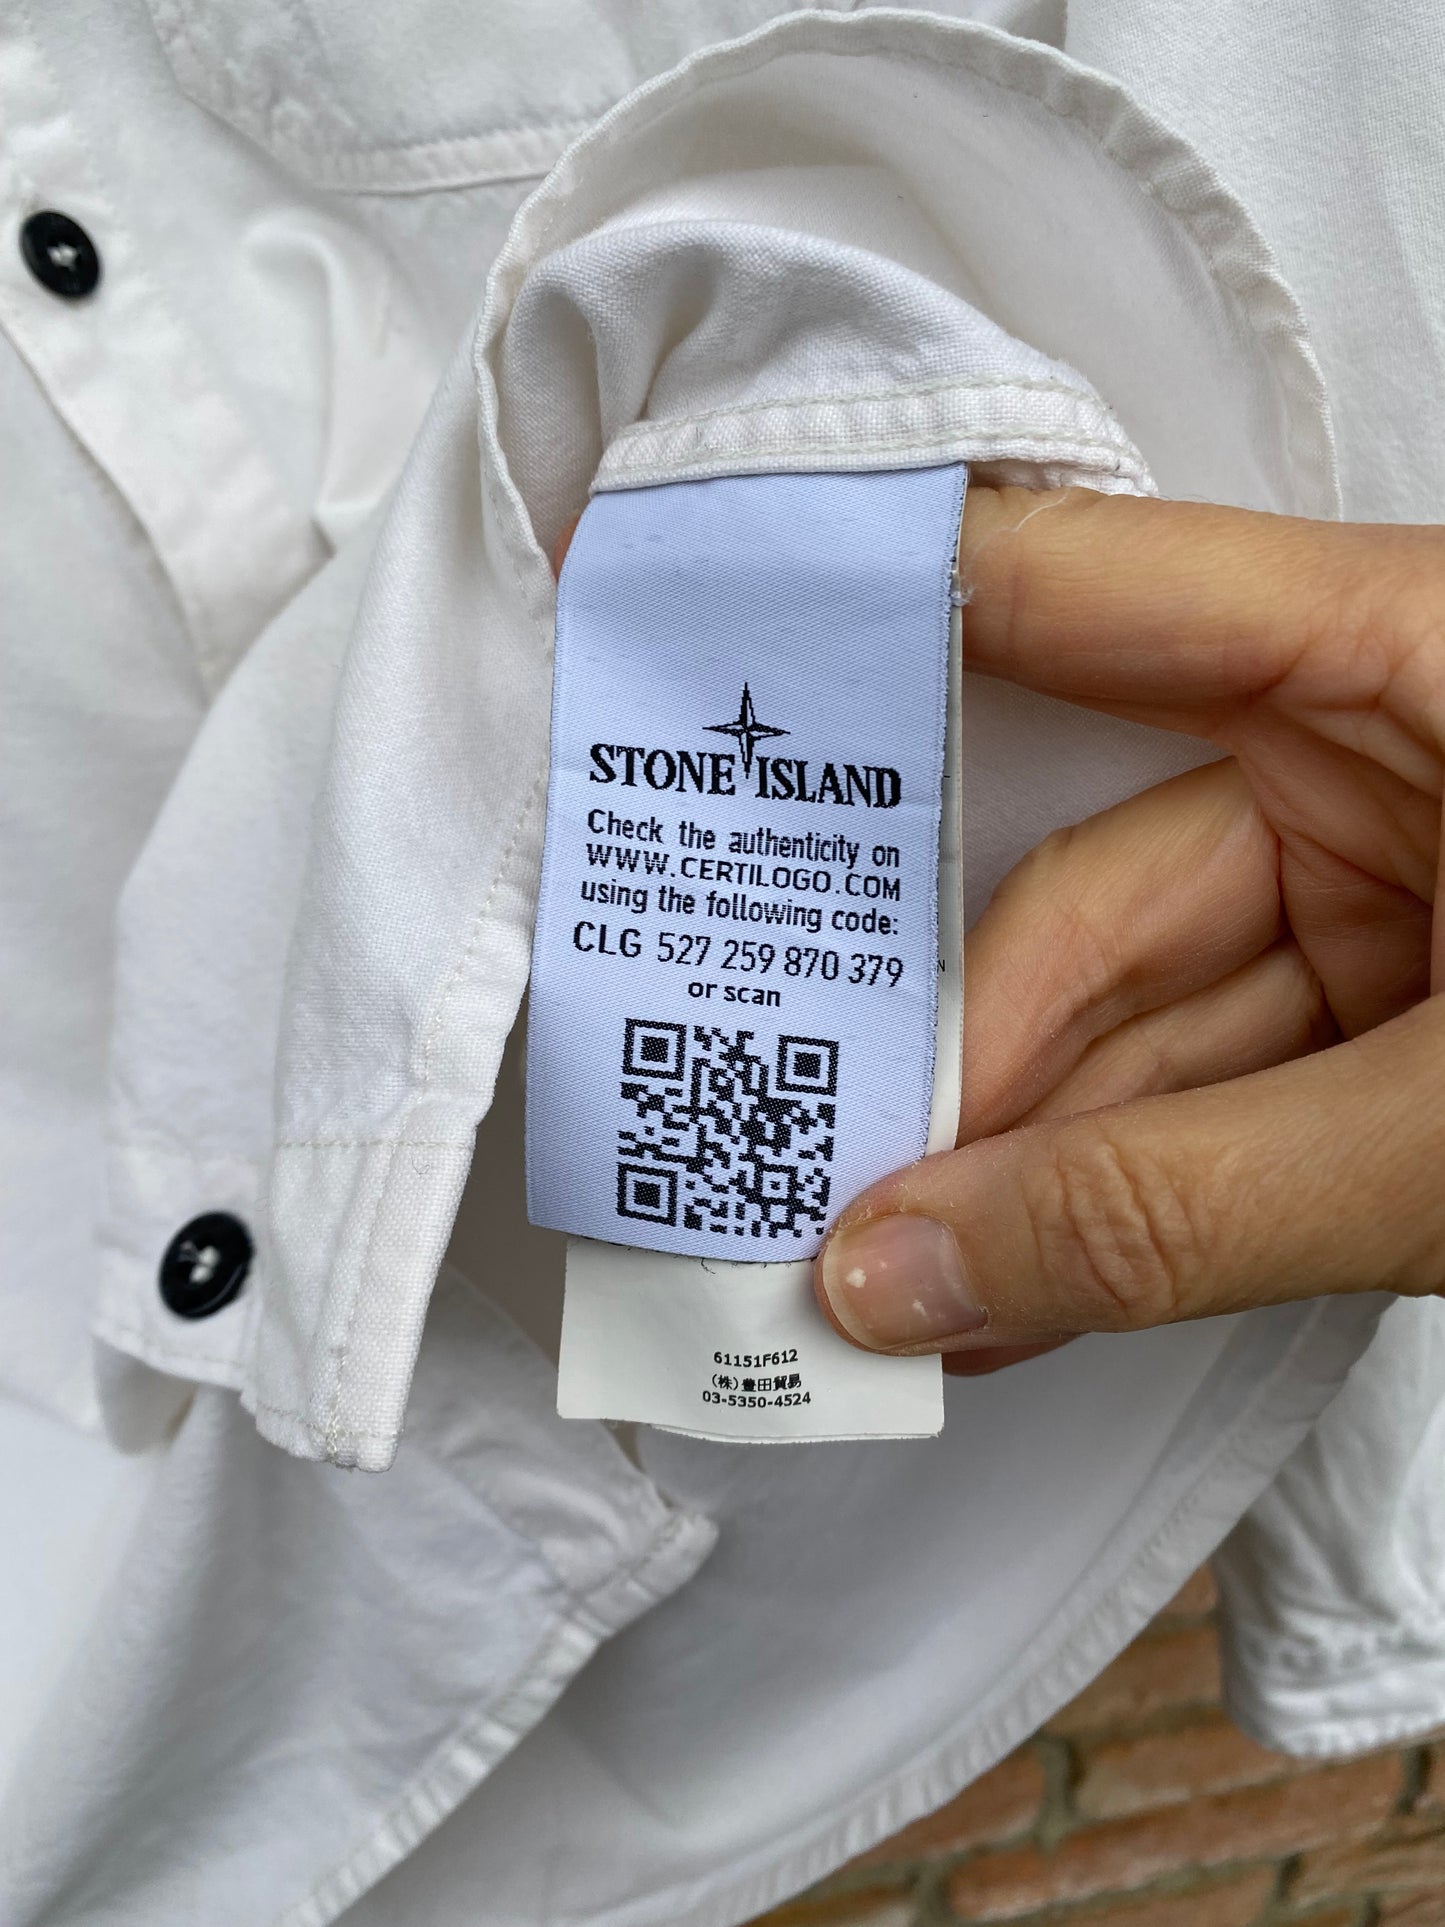 STONE ISLAND
Check the authenticity on
WWW.CERTILOGO.COM
using the following code:
CLG 527 259 870 379
or scan
N
61151F612
(株)豊田貿易
03-5350-4524